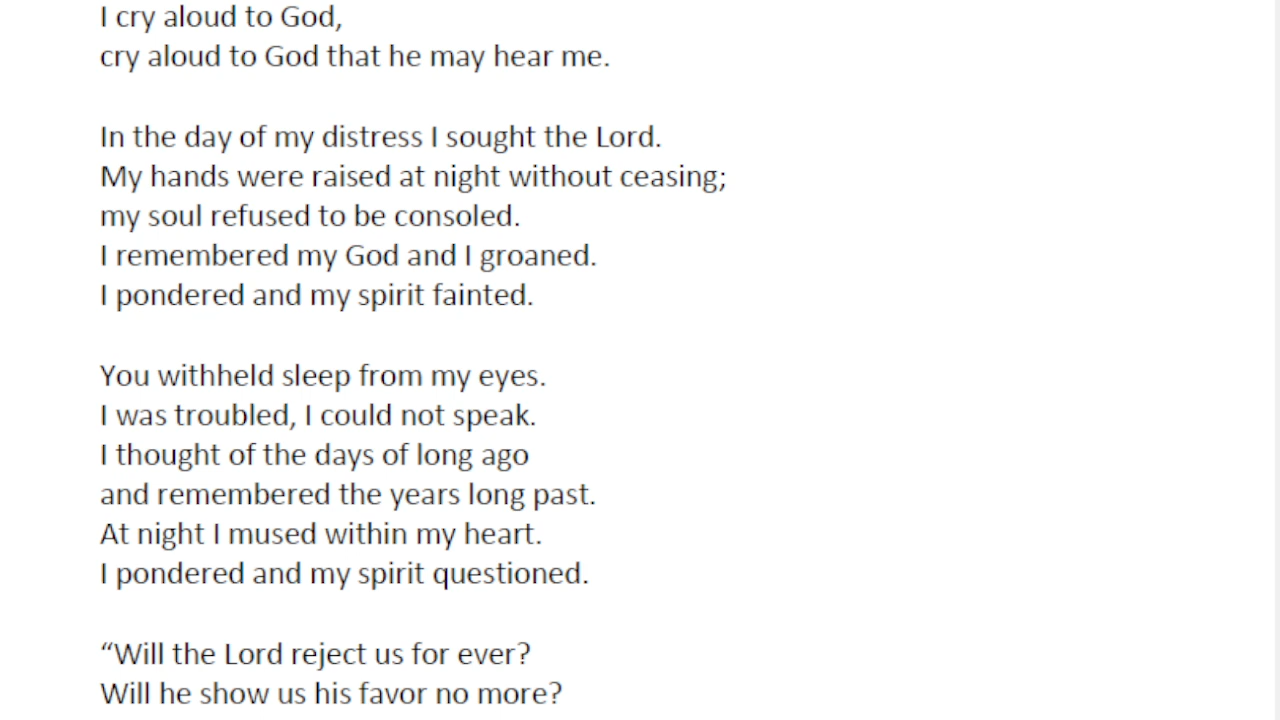 I cry aloud to God,
cry aloud to God that he may hear me.
In the day of my distress I sought the Lord.
My hands were raised at night without ceasing;
my soul refused to be consoled.
I remembered my God and I groaned.
I pondered and my spirit fainted.
You withheld sleep from my eyes.
I was troubled, I could not speak.
I thought of the days of long ago
and remembered the years long past.
At night I mused within my heart.
I pondered and my spirit questioned.
“Will the Lord reject us for ever?
Will he show us his favor no more?